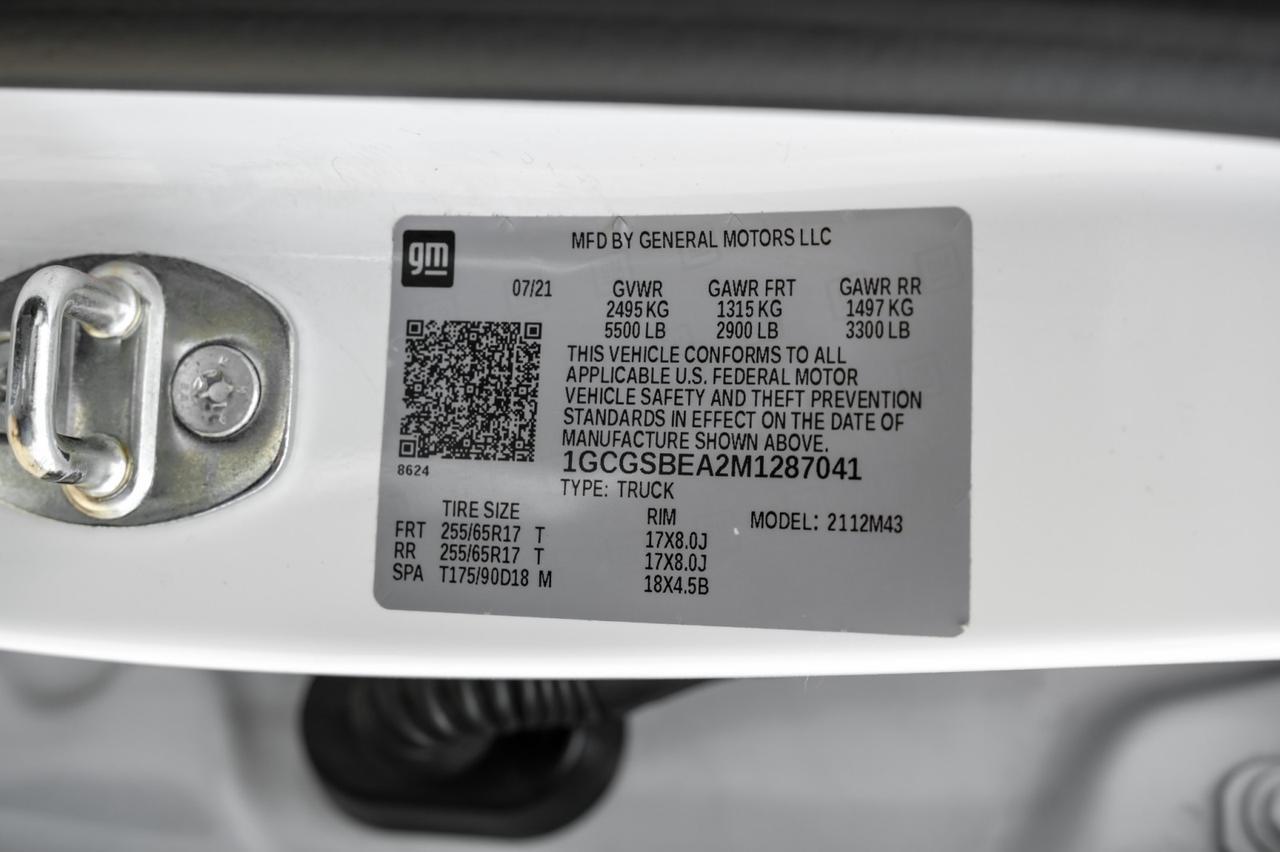 gm
MFD BY GENERAL MOTORS LLC
07/21 GVWR GAWR FRT GAWR RR
2495 KG 1315 KG 1497 KG
5500 LB 2900 LB 3300 LB
THIS VEHICLE CONFORMS TO ALL
APPLICABLE U.S. FEDERAL MOTOR
VEHICLE SAFETY AND THEFT PREVENTION
STANDARDS IN EFFECT ON THE DATE OF
MANUFACTURE SHOWN ABOVE.
8624
1GCGSBEA2M1287041
TYPE: TRUCK
TIRE SIZE RIM MODEL: 2112M43
FRT 255/65R17 T 17X8.0J
RR 255/65R17 T 17X8.0J
SPA T175/90D18 M 18X4.5B